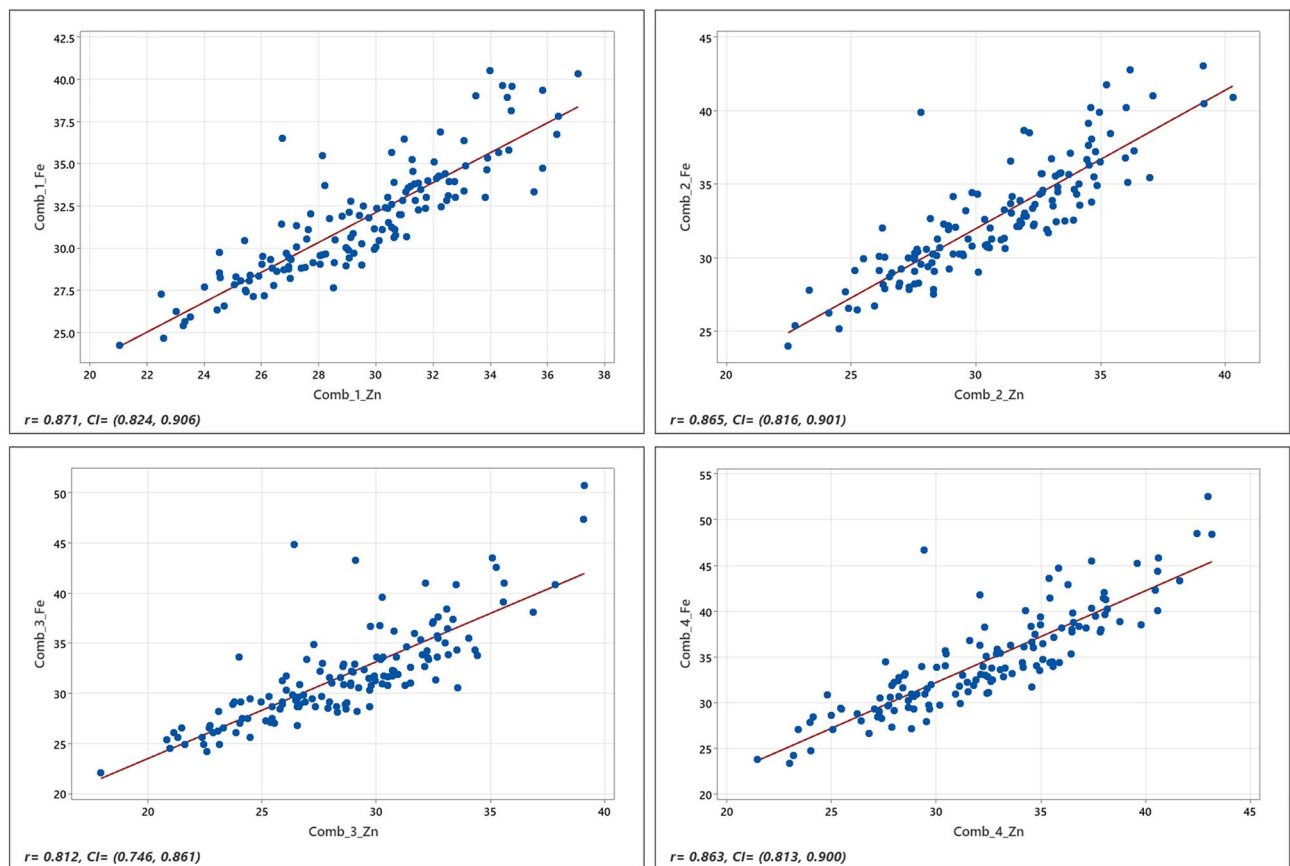 42.5
40.0
37.5
35.0
32.5
30.0
27.5
25.0
Comb_1_Fe
20 22 24 26 28 30 32 34 36 38
Comb_1_Zn
r= 0.871, CI= (0.824, 0.906)
45
40
35
30
25
Comb_2_Fe
20 25 30 35 40
Comb_2_Zn
r= 0.865, CI= (0.816, 0.901)
50
45
40
35
30
25
20
Comb_3_Fe
20 25 30 35 40
Comb_3_Zn
r= 0.812, CI= (0.746, 0.861)
55
50
45
40
35
30
25
20
Comb_4_Fe
20 25 30 35 40 45
Comb_4_Zn
r= 0.863, CI= (0.813, 0.900)